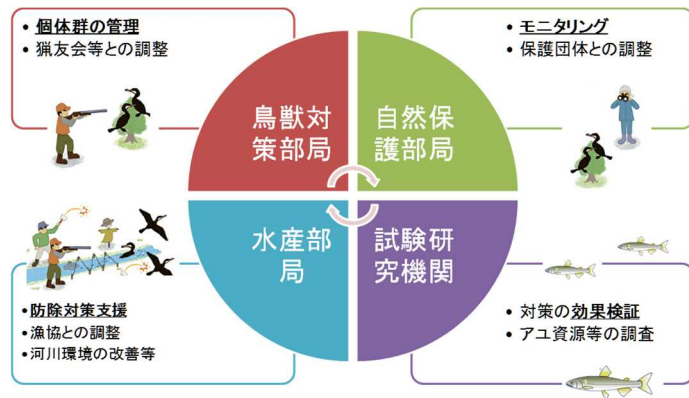 • 個体群の管理
• 猟友会等との調整
• モニタリング
• 保護団体との調整
鳥獣対
策部局
自然保
護部局
水産部
局
試験研
究機関
•防除対策支援
•漁協との調整
•河川環境の改善等
• 対策の効果検証
• アユ資源等の調査